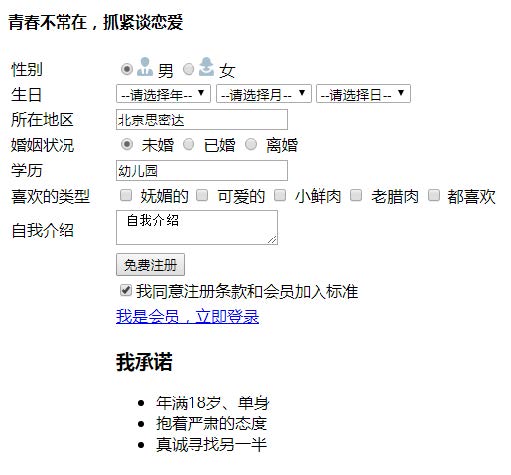 青春不常在，抓紧谈恋爱
性别 男 女
生日 --请选择年-- --请选择月-- --请选择日--
所在地区 北京思密达
婚姻状况 未婚 已婚 离婚
学历 幼儿园
喜欢的类型 妩媚的 可爱的 小鲜肉 老腊肉 都喜欢
自我介绍 自我介绍
免费注册
我同意注册条款和会员加入标准
我是会员，立即登录
我承诺
年满18岁、单身
抱着严肃的态度
真诚寻找另一半